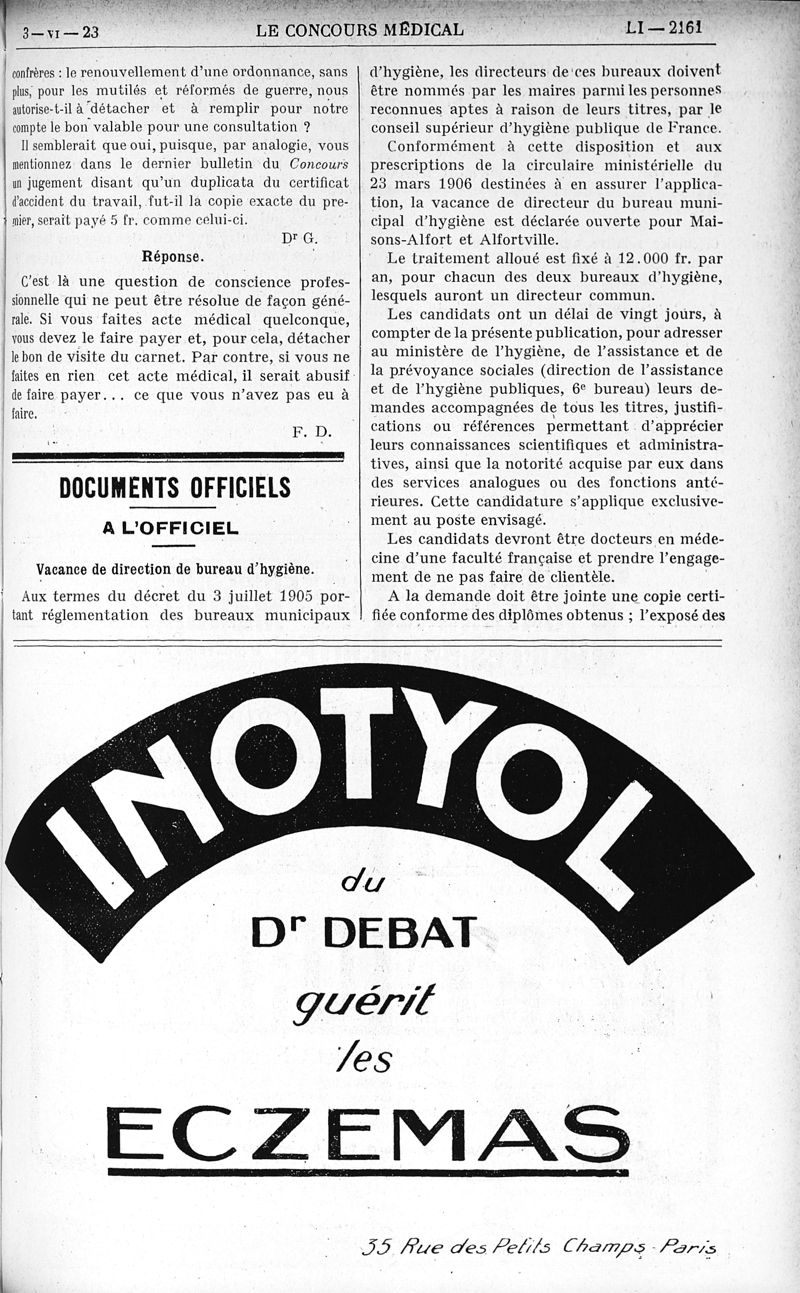 3—VI—23
LE CONCOURS MÉDICAL
LI — 2161
confrères : le renouvellement d'une ordonnance, sans
plus, pour les mutilés et réformés de guerre, nous
autorise-t-il à détacher et à remplir pour notre
compte le bon valable pour une consultation ?
Il semblerait que oui, puisque, par analogie, vous
mentionnez dans le dernier bulletin du Concours
un jugement disant qu'un duplicata du certificat
d'accident du travail, fut-il la copie exacte du pre-
mier, serait payé 5 fr. comme celui-ci.
Dr G.
Réponse.
C'est là une question de conscience profes-
sionnelle qui ne peut être résolue de façon géné-
rale. Si vous faites acte médical quelconque,
vous devez le faire payer et, pour cela, détacher
le bon de visite du carnet. Par contre, si vous ne
faites en rien cet acte médical, il serait abusif
de faire payer... ce que vous n'avez pas eu à
faire.
F. D.
DOCUMENTS OFFICIELS
A L'OFFICIEL
Vacance de direction de bureau d'hygiène.
Aux termes du décret du 3 juillet 1905 por-
tant réglementation des bureaux municipaux
d'hygiène, les directeurs de ces bureaux doivent
être nommés par les maires parmi les personnes
reconnues aptes à raison de leurs titres, par le
conseil supérieur d'hygiène publique de France.
Conformément à cette disposition et aux
prescriptions de la circulaire ministérielle du
23 mars 1906 destinées à en assurer l'applica-
tion, la vacance de directeur du bureau muni-
cipal d'hygiène est déclarée ouverte pour Mai-
sons-Alfort et Alfortville.
Le traitement alloué est fixé à 12.000 fr. par
an, pour chacun des deux bureaux d'hygiène,
lesquels auront un directeur commun.
Les candidats ont un délai de vingt jours, à
compter de la présente publication, pour adresser
au ministère de l'hygiène, de l'assistance et de
la prévoyance sociales (direction de l'assistance
et de l'hygiène publiques, 6e bureau) leurs de-
mandes accompagnées de tous les titres, justifi-
cations ou références permettant d'apprécier
leurs connaissances scientifiques et administra-
tives, ainsi que la notorité acquise par eux dans
des services analogues ou des fonctions anté-
rieures. Cette candidature s'applique exclusive-
ment au poste envisagé.
Les candidats devront être docteurs en méde-
cine d'une faculté française et prendre l'engage-
ment de ne pas faire de clientèle.
A la demande doit être jointe une copie certi-
fiée conforme des diplômes obtenus ; l'exposé des
INOTYOL
du
Dr DEBAT
guérit
les
ECZEMAS
35 Rue des Petits Champs - Paris